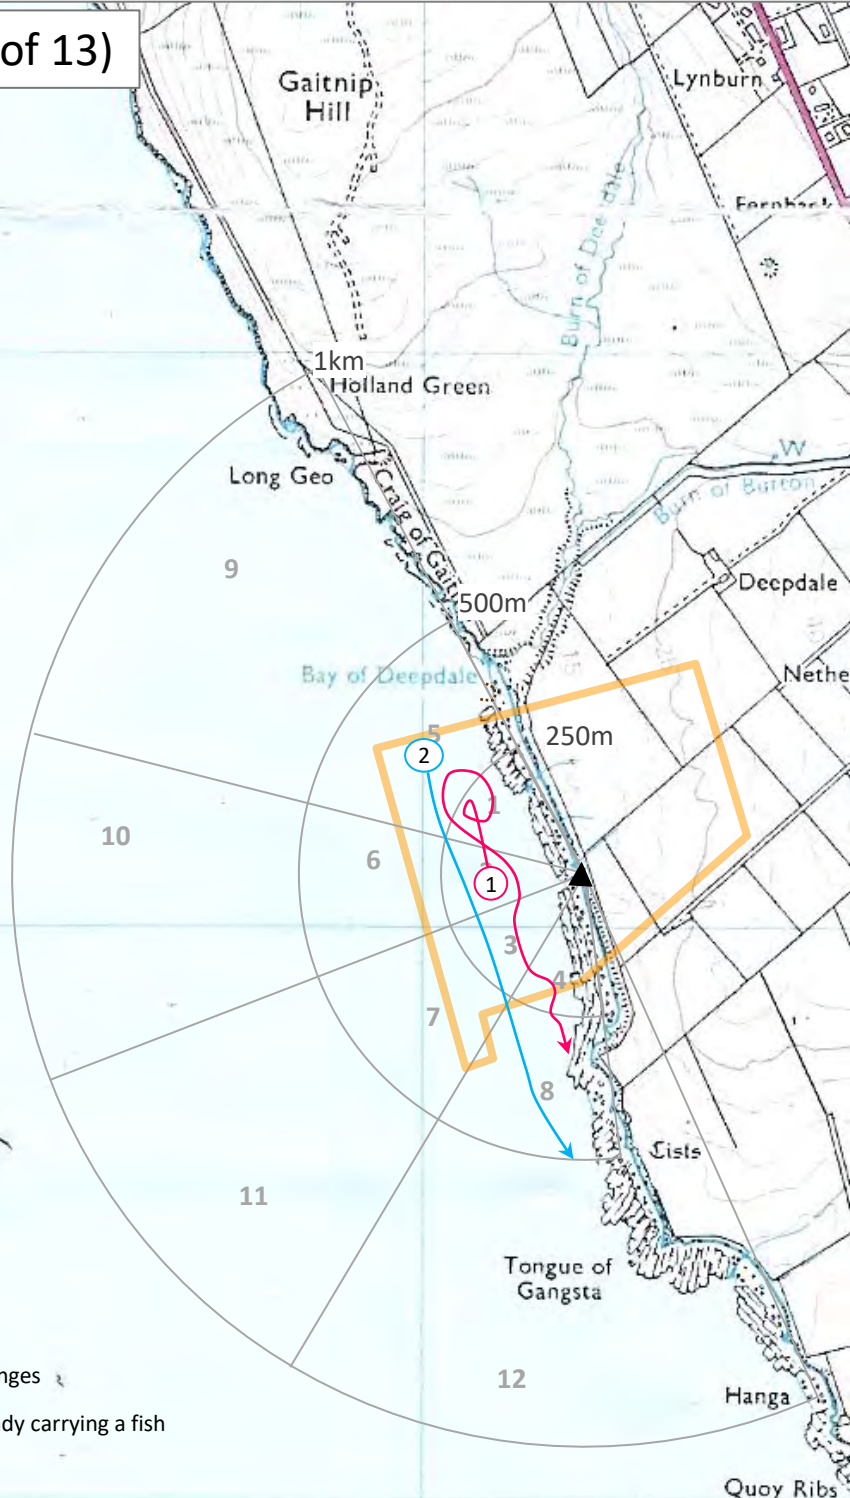 of 13)
Gaitnip
Hill
Lynburn
Burn of Deepdale
1km
Holland Green
Long Geo
W
Burn of Burton
Craig of Gait
9
Deepdale
500m
15
Bay of Deepdale
Nethe
5
250m
2
1
10
6
1
3
4
7
8
Cists
11
Tongue of
Gangsta
12
nges
Hanga
dy carrying a fish
Quoy Ribs